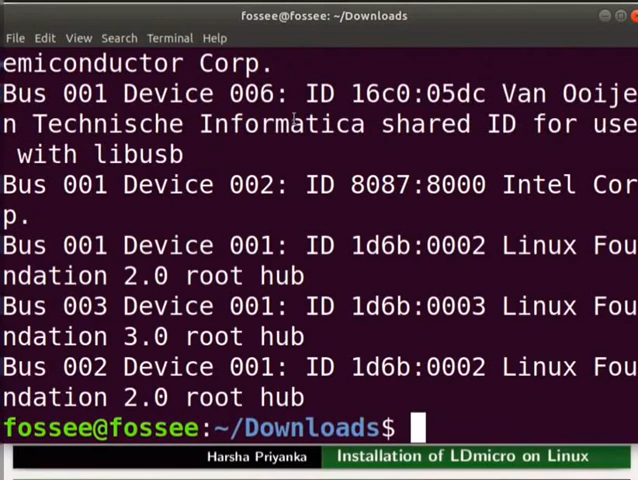 fossee@fossee: ~/Downloads
File Edit View Search Terminal Help
emiconductor Corp.
Bus 001 Device 006: ID 16c0:05dc Van Ooije
n Technische Informatica shared ID for use
 with libusb
Bus 001 Device 002: ID 8087:8000 Intel Cor
p.
Bus 001 Device 001: ID 1d6b:0002 Linux Fou
ndation 2.0 root hub
Bus 003 Device 001: ID 1d6b:0003 Linux Fou
ndation 3.0 root hub
Bus 002 Device 001: ID 1d6b:0002 Linux Fou
ndation 2.0 root hub
fossee@fossee:~/Downloads$
Harsha Priyanka Installation of LDmicro on Linux